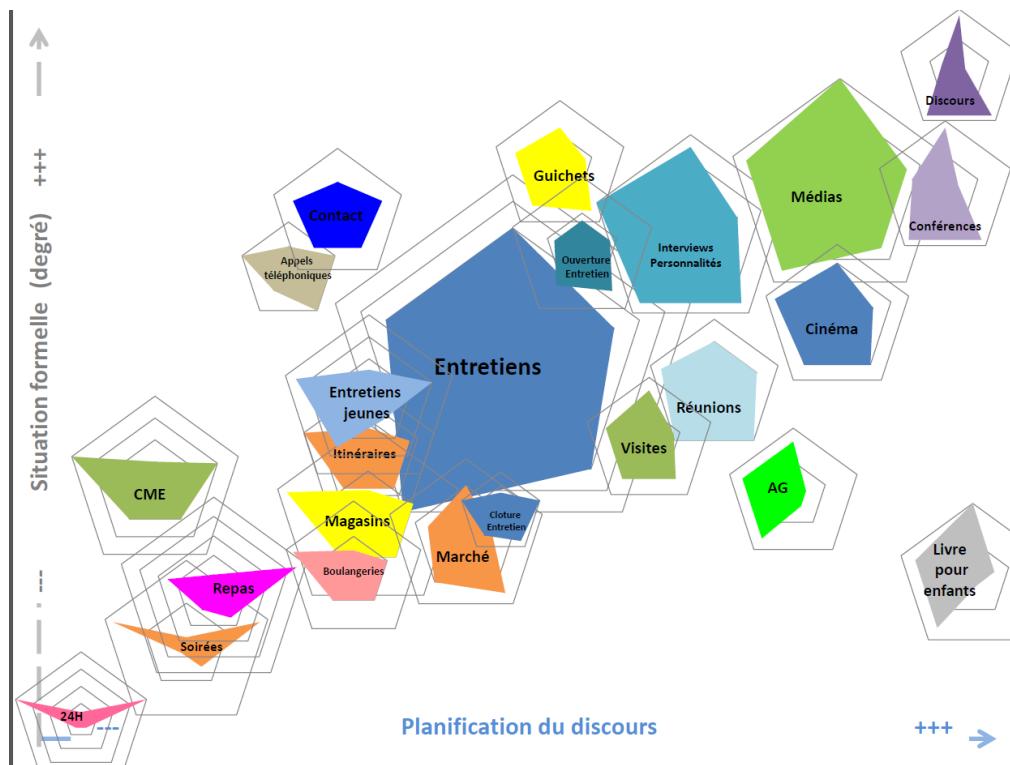 Situation formelle (degré) +++
---
Discours
Médias
Conférences
Guichets
Contact
Interviews
Personnalités
Ouverture
Entretien
Appels
téléphoniques
Cinéma
Entretiens
Entretiens
jeunes
Réunions
Visites
Itinéraires
AG
CME
Magasins
Cloture
Entretien
Marché
Boulangeries
Livre
pour
enfants
Repas
Soirées
24H
----
Planification du discours
+++